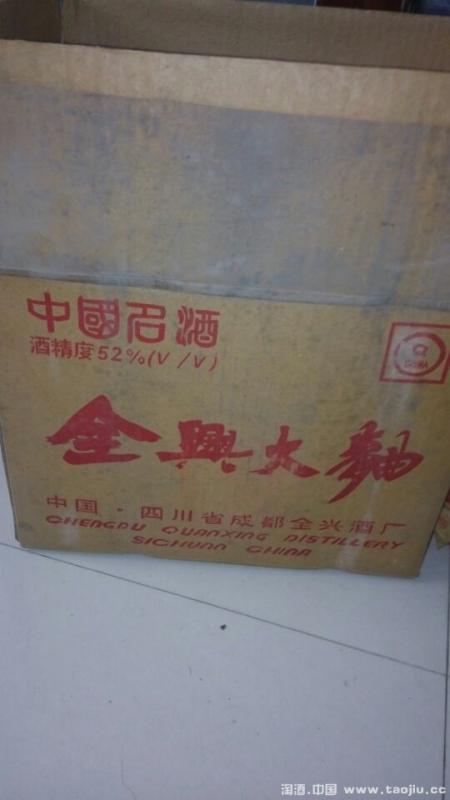 中國名酒
酒精度52%(V/V)
全興大麯
中国·四川省成都全兴酒厂
CHENGDU QUANXING DISTILLERY
SICHUAN CHINA
淘酒.中国 www.taojiu.cc